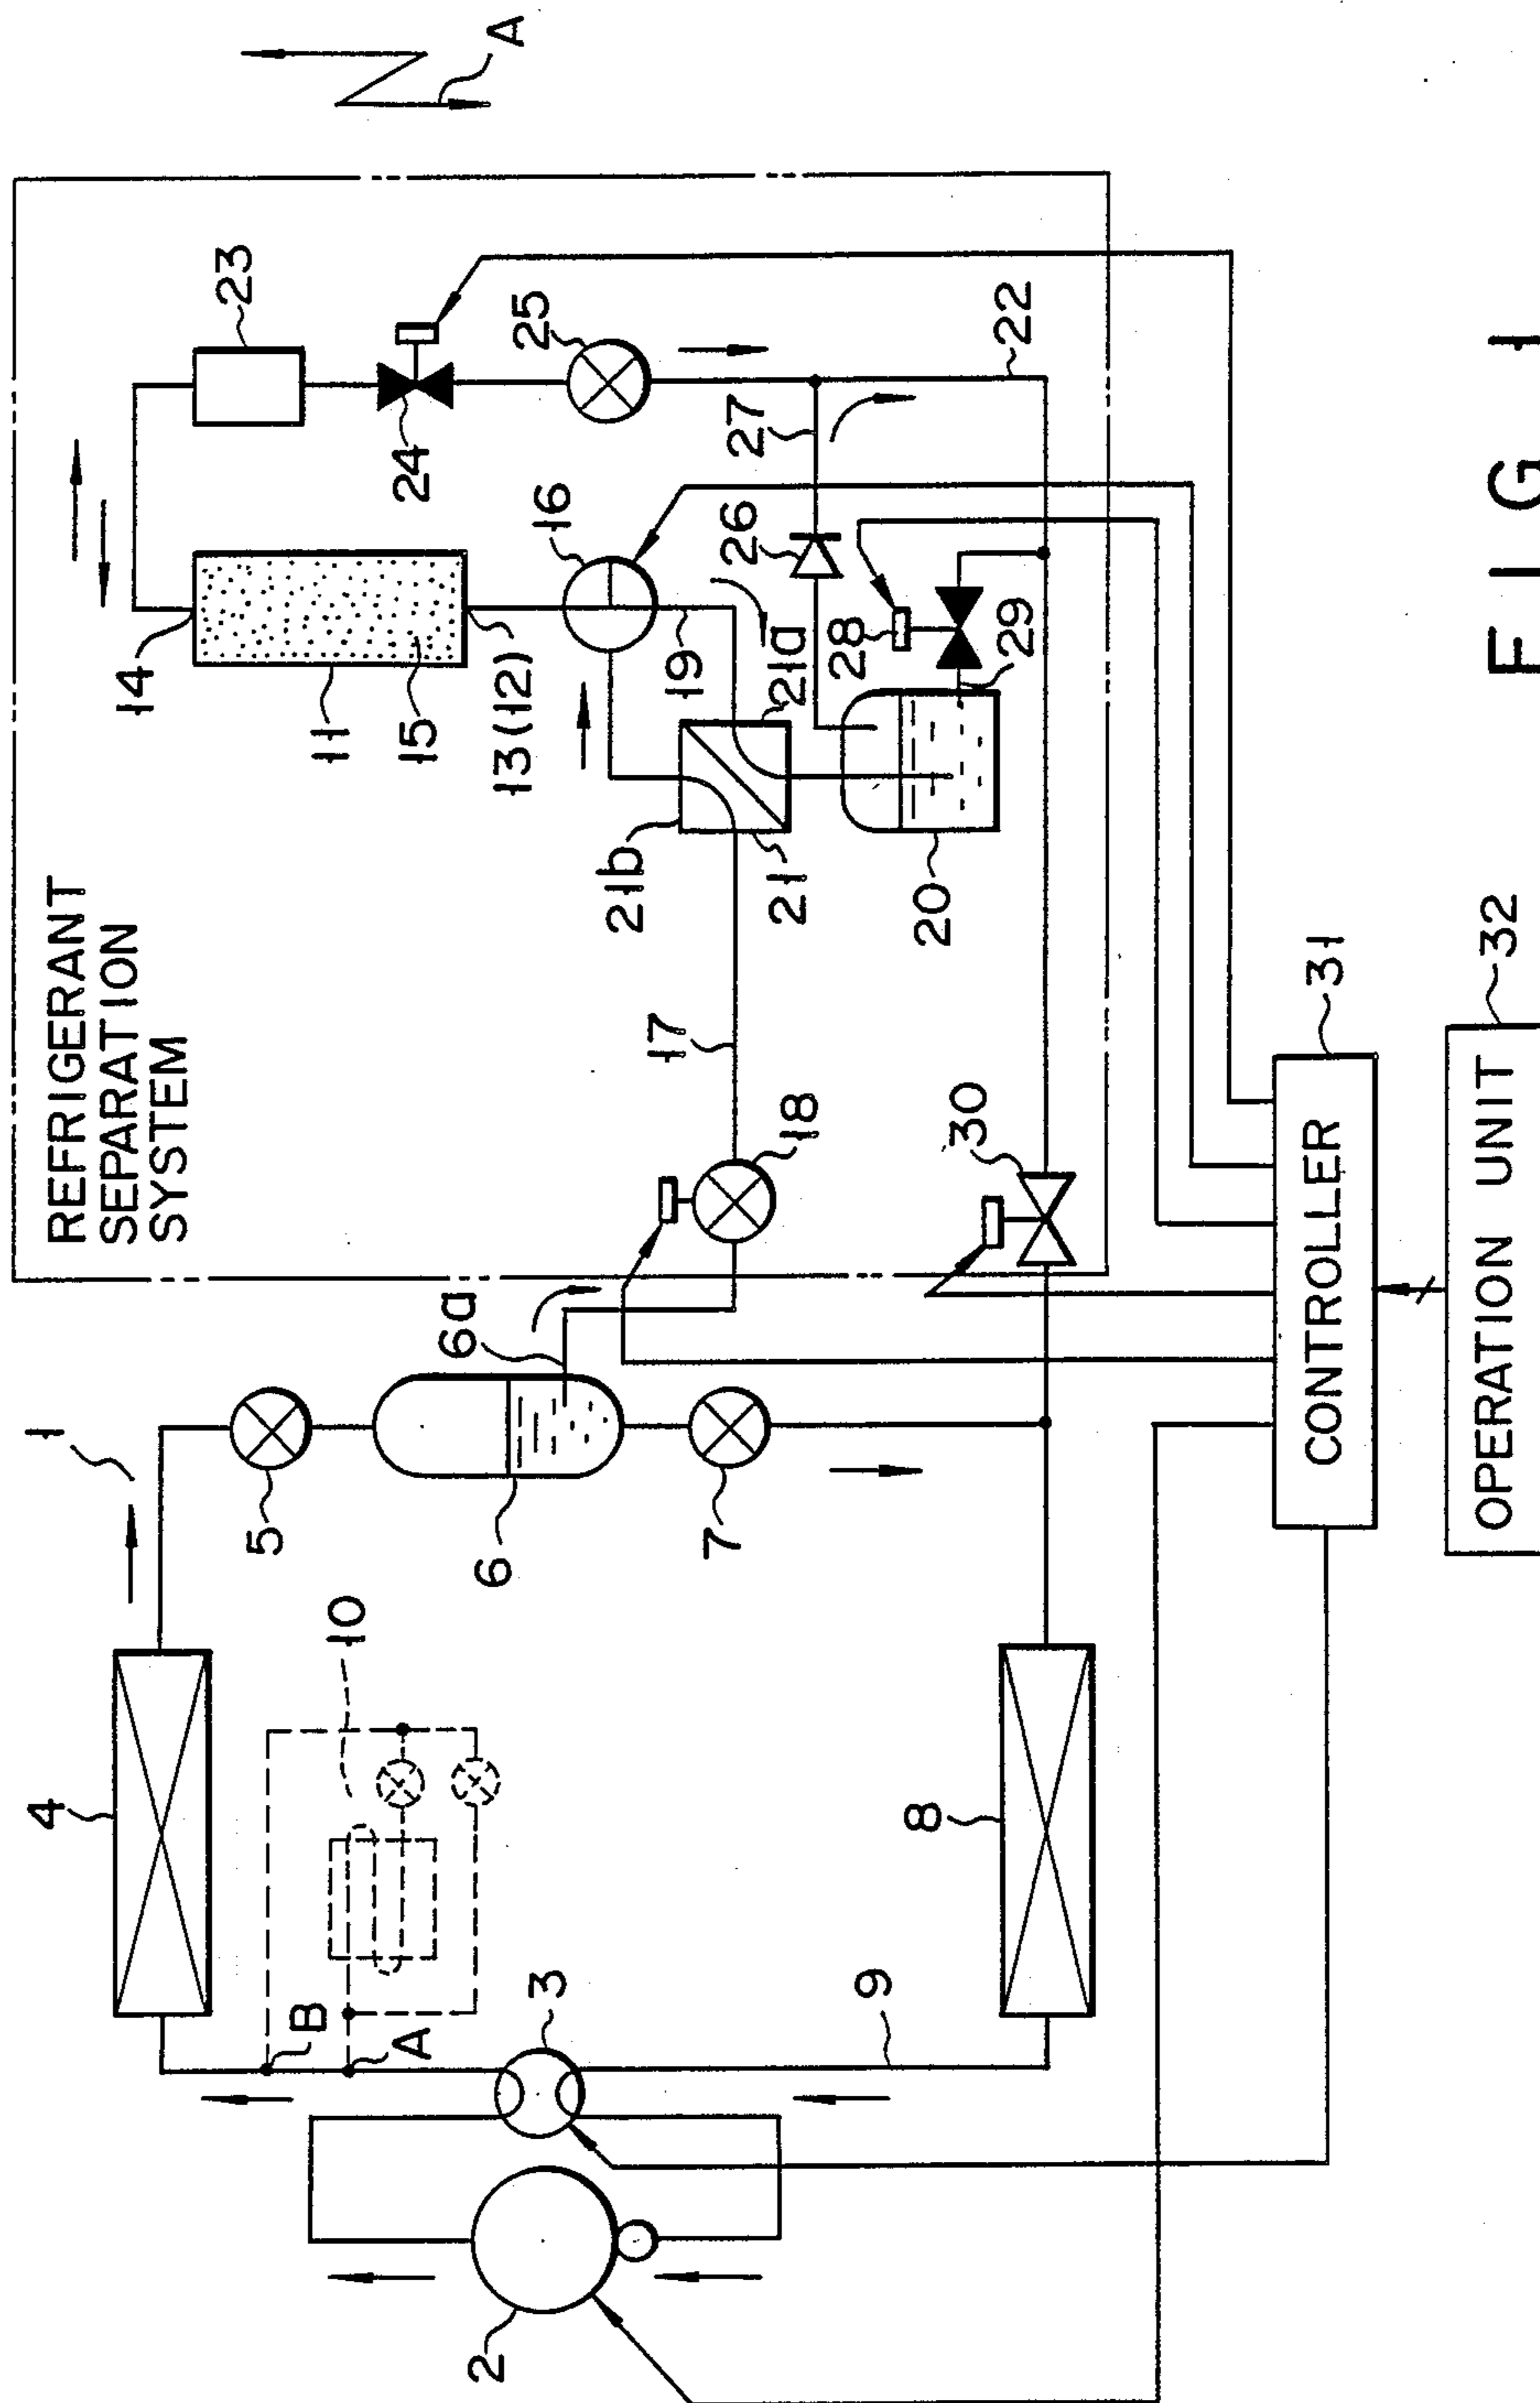 REFRIGERANT
SEPARATION
SYSTEM
1
2
3
4
5
6
6a
7
8
9
10
A
B
11
13(12)
14
15
16
17
18
19
20
21
21a
21b
22
23
24
25
26
27
28
29
30
A
CONTROLLER
31
OPERATION UNIT
32
FIG 1